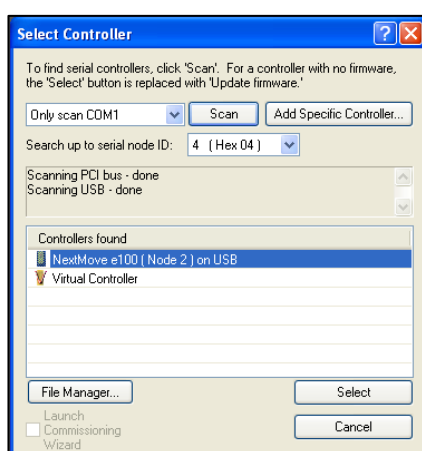 Select Controller
To find serial controllers, click 'Scan'. For a controller with no firmware,
the 'Select' button is replaced with 'Update firmware.'
Only scan COM1 Scan Add Specific Controller...
Search up to serial node ID: 4 ( Hex 04 )
Scanning PCI bus - done
Scanning USB - done
Controllers found
NextMove e100 ( Node 2 ) on USB
Virtual Controller
File Manager... Select
Launch
Commissioning
Wizard
Cancel